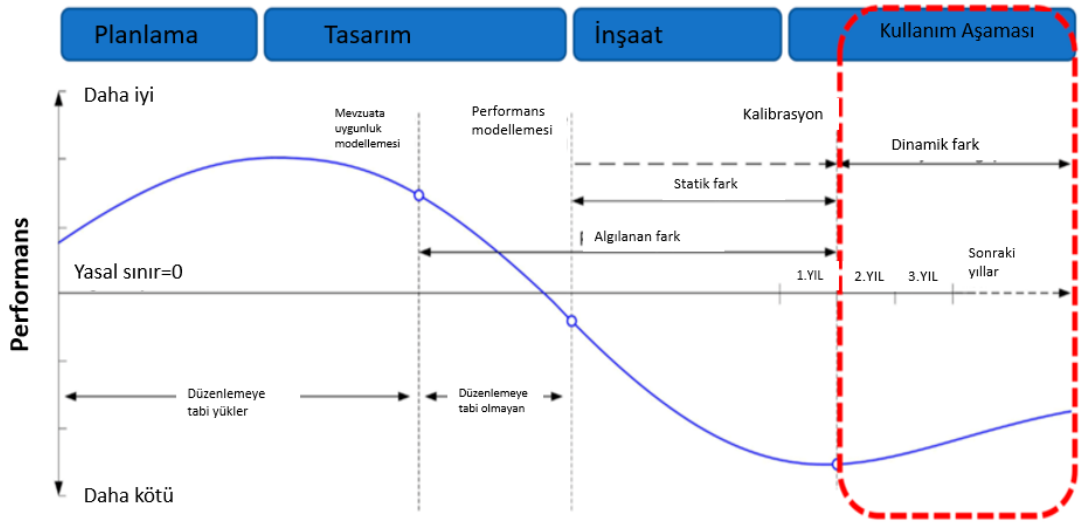 Planlama
Tasarım
İnşaat
Kullanım Aşaması
Daha iyi
Mevzuata
uygunluk
modellemesi
Performans
modellemesi
Kalibrasyon
Dinamik fark
Statik fark
Algılanan fark
Performans
Yasal sınır=0
1.YIL
2.YIL
3.YIL
Sonraki
yıllar
Düzenlemeye
tabi yükler
Düzenlemeye
tabi olmayan
Daha kötü